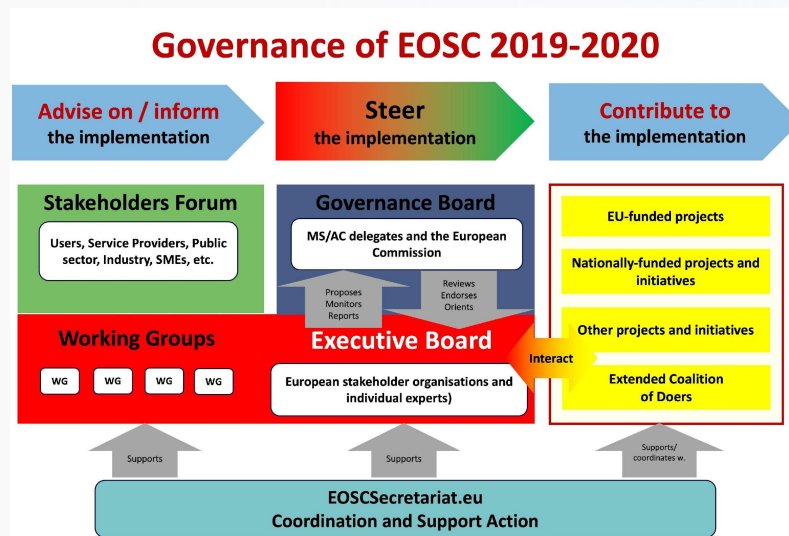 Governance of EOSC 2019-2020
Advise on / inform
the implementation
Steer
the implementation
Contribute to
the implementation
Stakeholders Forum
Users, Service Providers, Public
sector, Industry, SMEs, etc.
Governance Board
MS/AC delegates and the European
Commission
Proposes
Monitors
Reports
Reviews
Endorses
Orients
Working Groups
WG
WG
WG
WG
Executive Board
European stakeholder organisations and
individual experts)
Interact
EU-funded projects
Nationally-funded projects and
initiatives
Other projects and initiatives
Extended Coalition
of Doers
Supports
Supports
Supports/
coordinates w.
EOSCSecretariat.eu
Coordination and Support Action